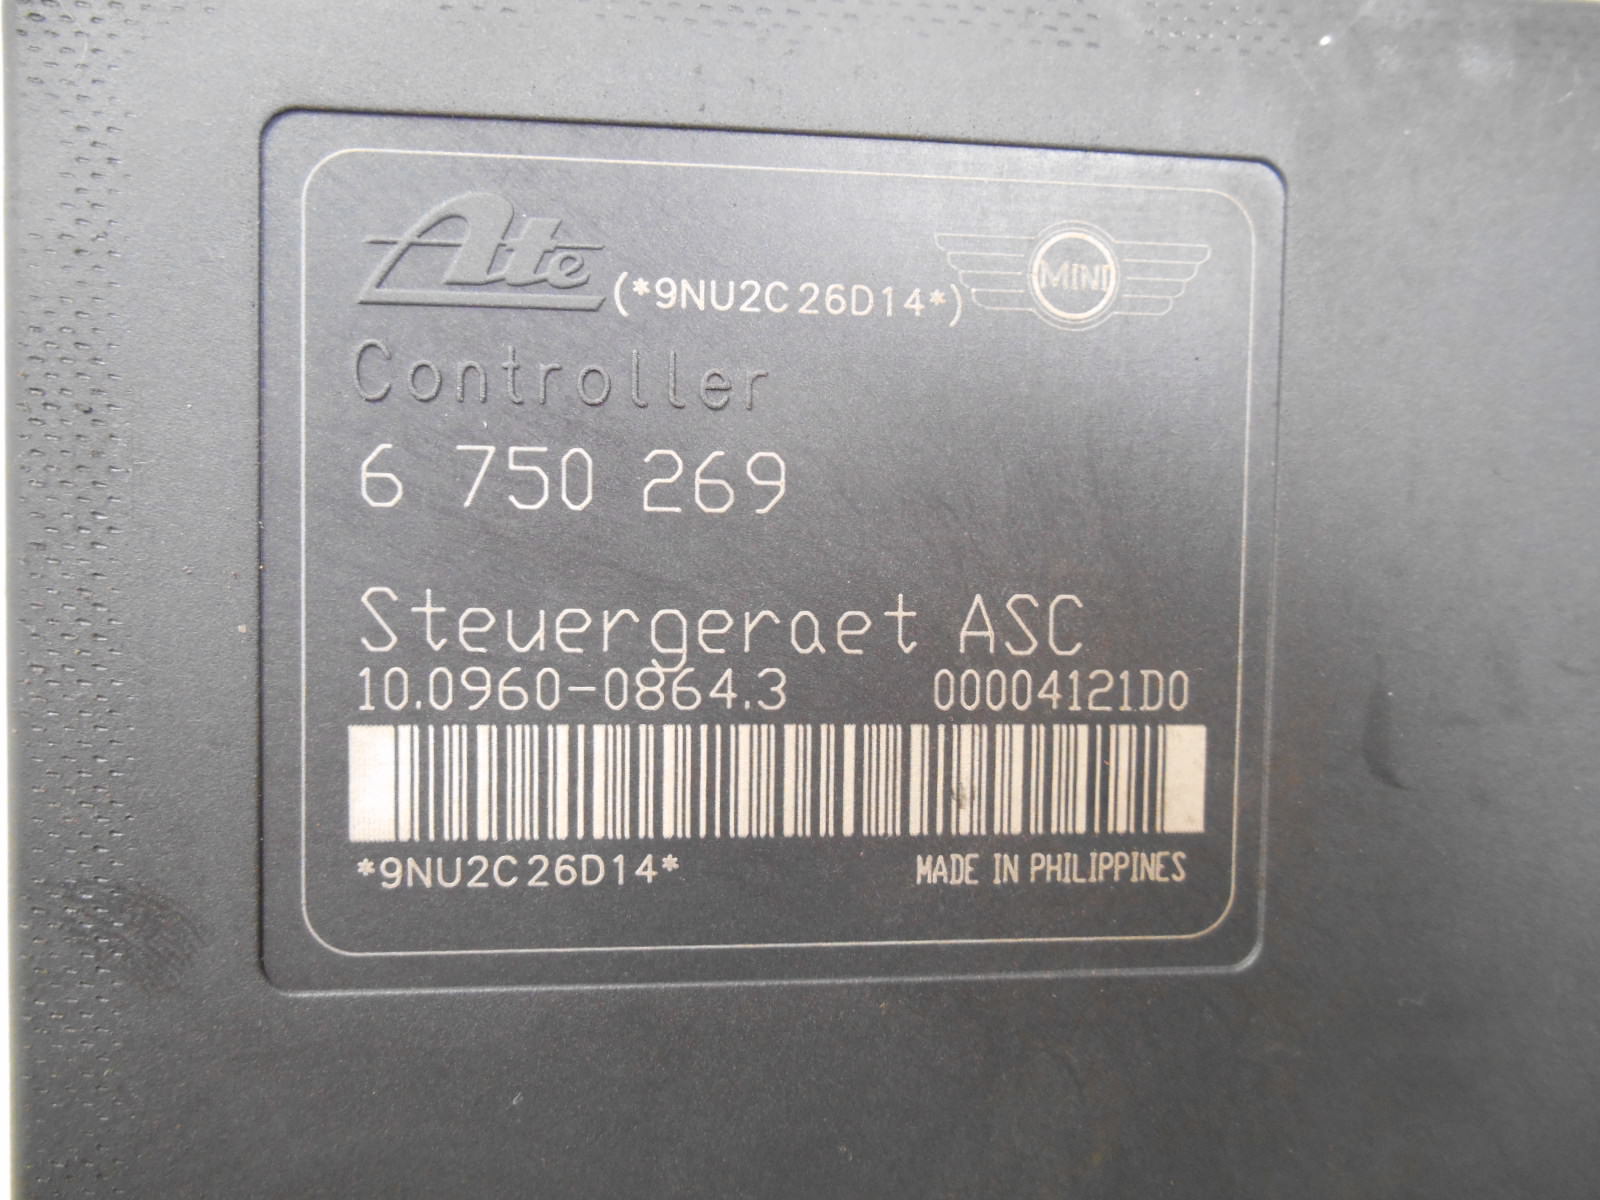 Ate (*9NU2C26D14*) MINI
Controller
6 750 269
Steuergeraet ASC
10.0960-0864.3 00004121D0
*9NU2C26D14* MADE IN PHILIPPINES